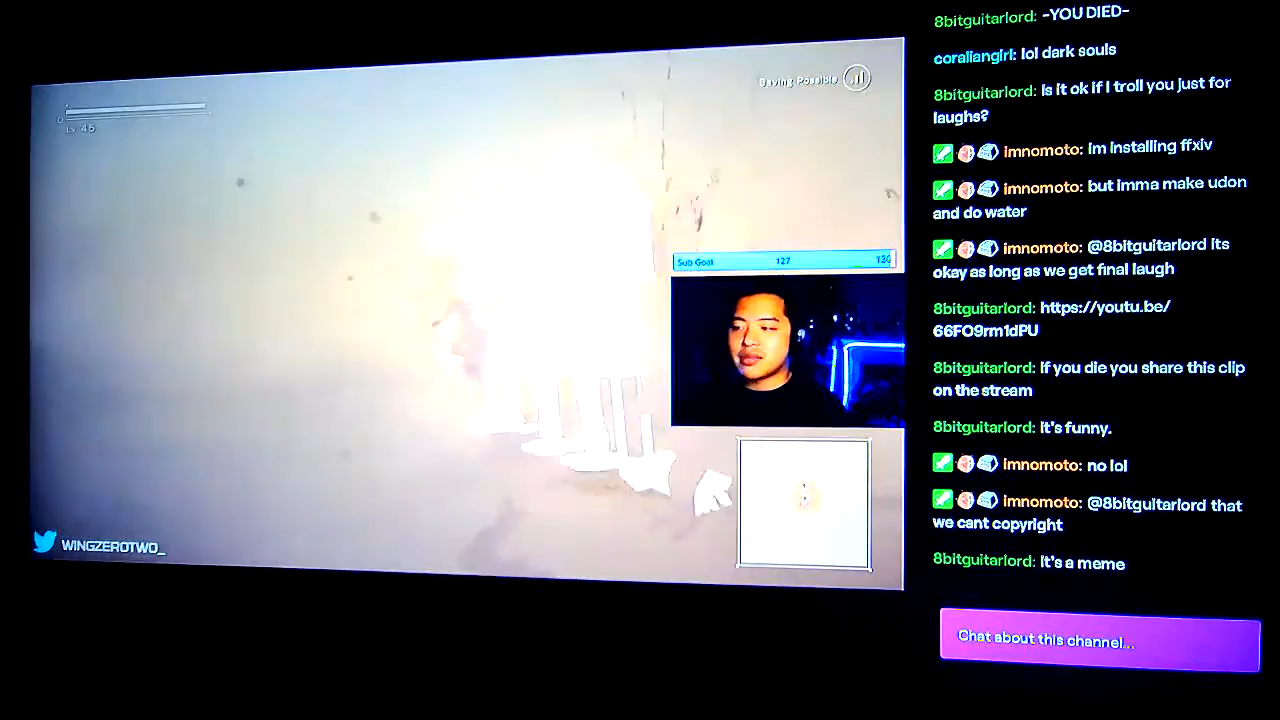 Saving Possible
Lv 45
Sub Goal 127 130
WINGZEROTWO_
8bitguitarlord: -YOU DIED-
coraliangirl: lol dark souls
8bitguitarlord: Is it ok if I troll you just for
laughs?
imnomoto: im installing ffxiv
imnomoto: but imma make udon
and do water
imnomoto: @8bitguitarlord its
okay as long as we get final laugh
8bitguitarlord: https://youtu.be/
66FO9rm1dPU
8bitguitarlord: If you die you share this clip
on the stream
8bitguitarlord: It's funny.
imnomoto: no lol
imnomoto: @8bitguitarlord that
we cant copyright
8bitguitarlord: It's a meme
Chat about this channel...